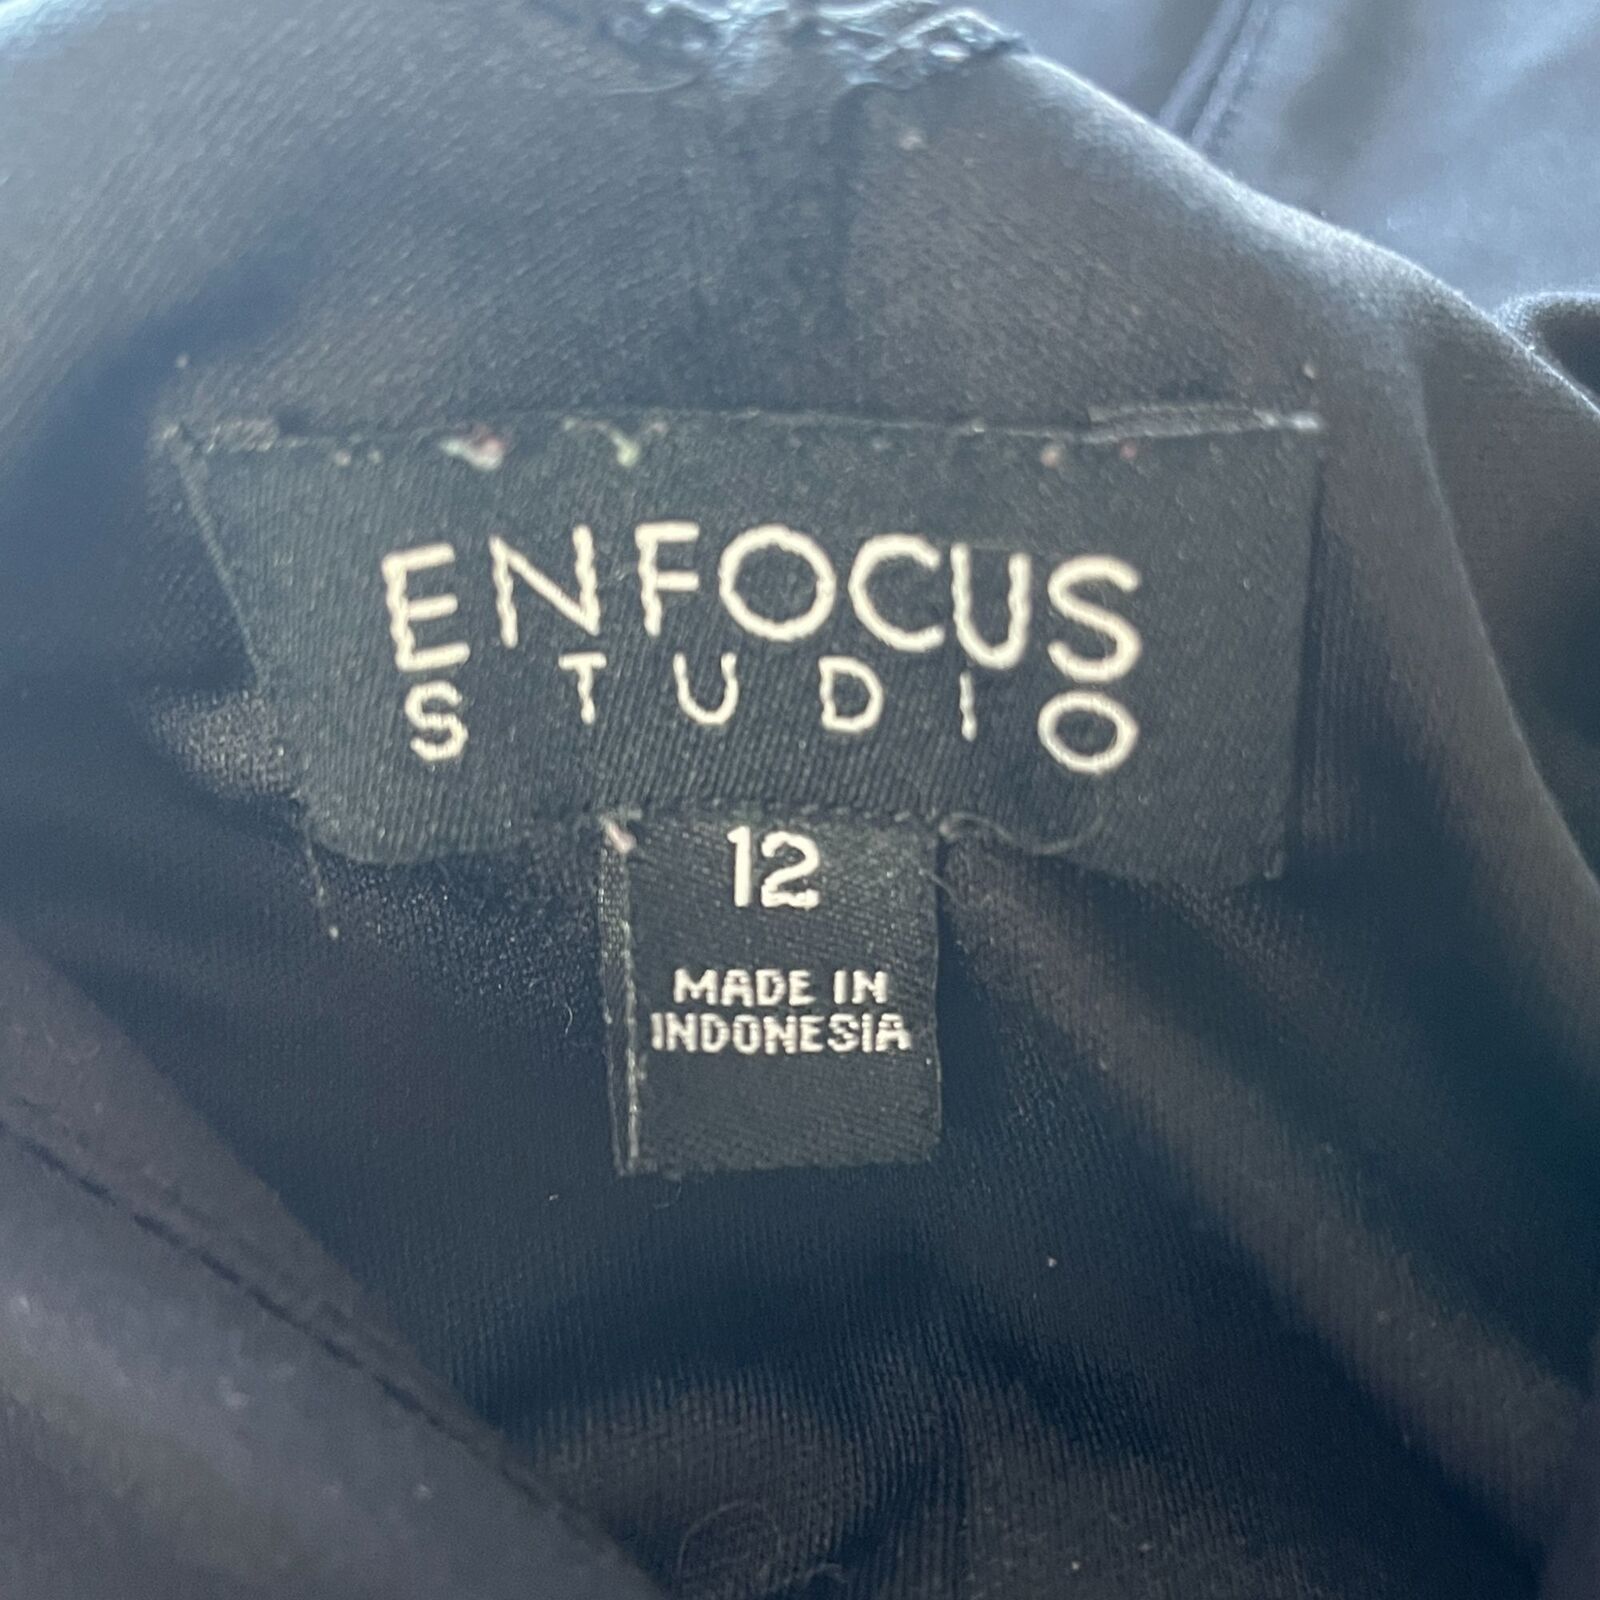 ENFOCUS
STUDIO
12
MADE IN
INDONESIA